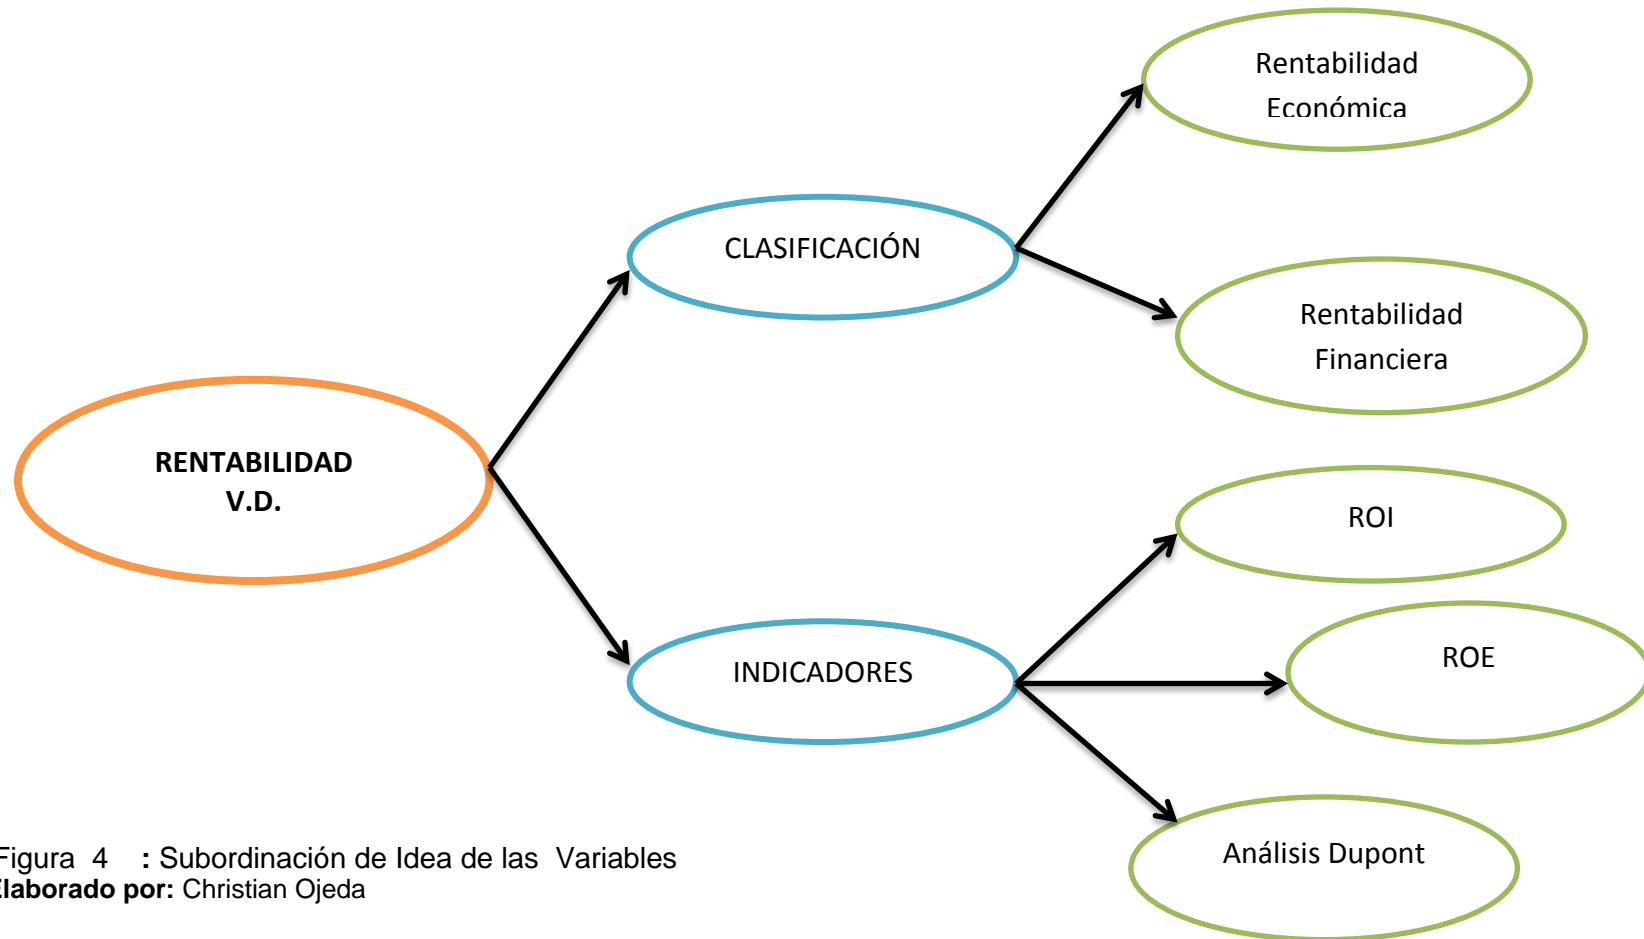 Rentabilidad
Económica
CLASIFICACIÓN
Rentabilidad
Financiera
RENTABILIDAD
V.D.
ROI
INDICADORES
ROE
Análisis Dupont
Figura 4 : Subordinación de Idea de las Variables
Elaborado por: Christian Ojeda